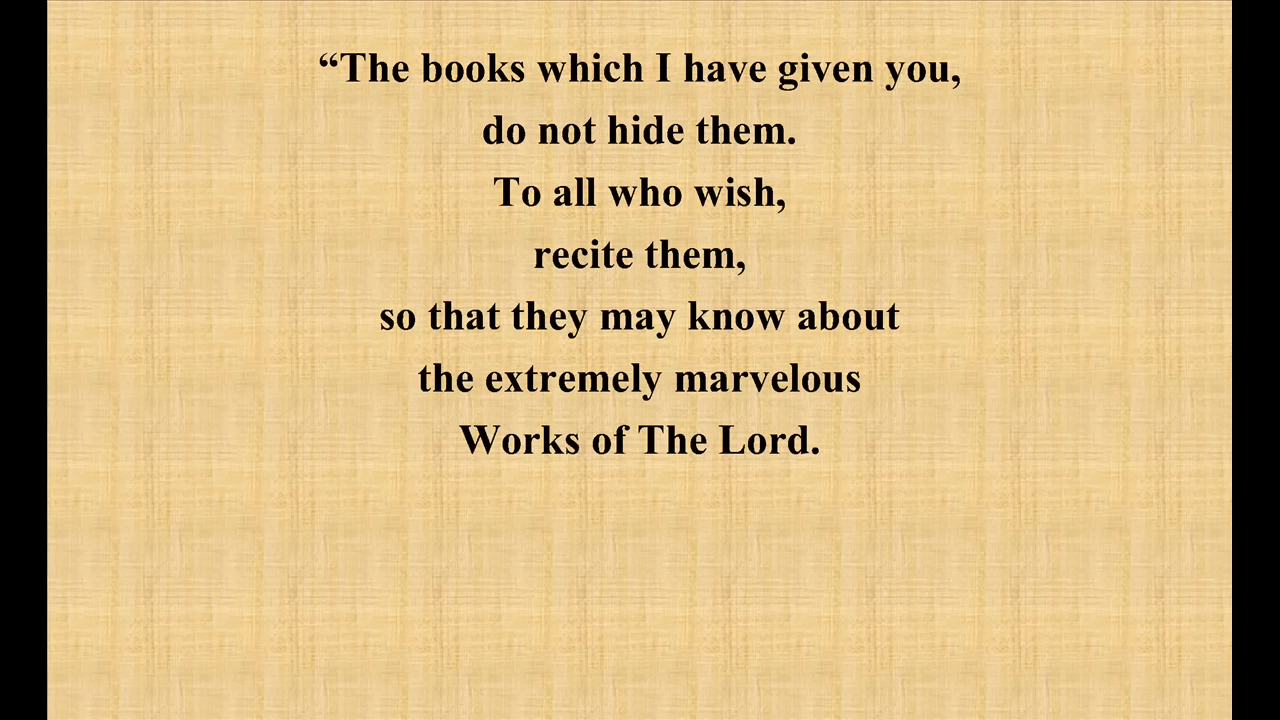 “The books which I have given you,
do not hide them.
To all who wish,
recite them,
so that they may know about
the extremely marvelous
Works of The Lord.